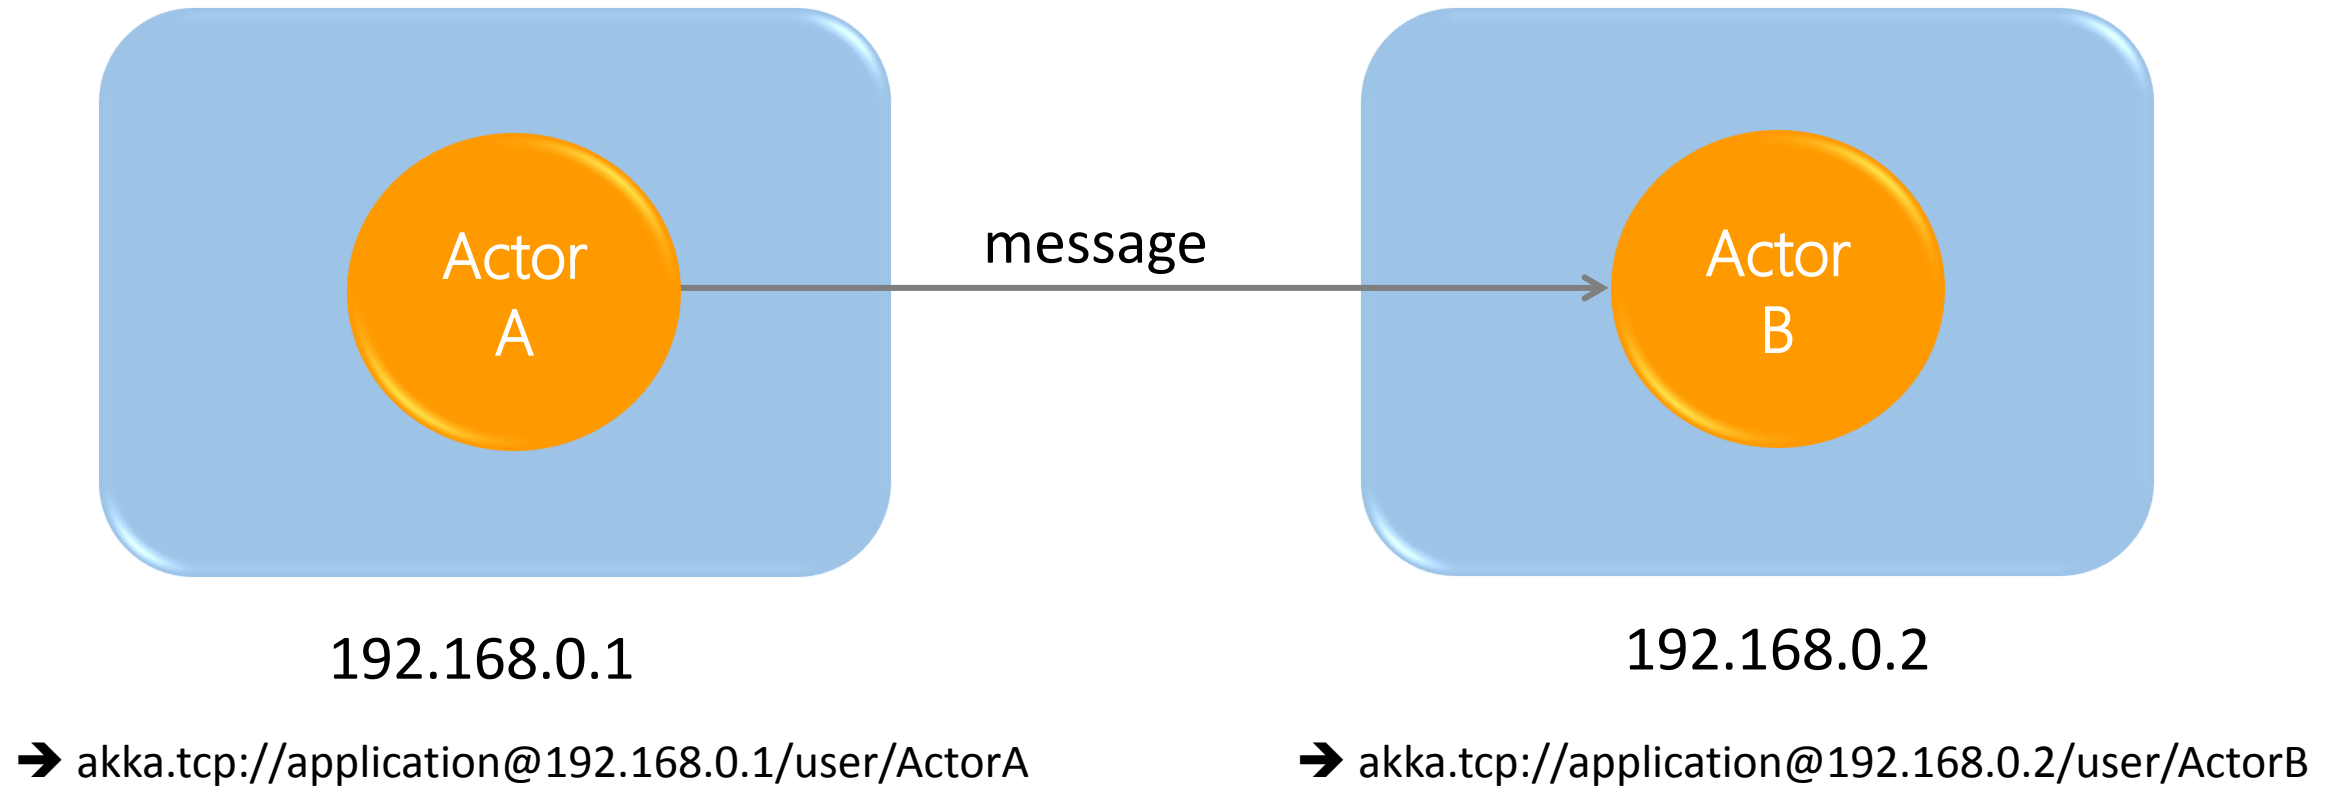 Actor
A
message
Actor
B
192.168.0.1
192.168.0.2
➔ akka.tcp://application@192.168.0.1/user/ActorA
➔ akka.tcp://application@192.168.0.2/user/ActorB